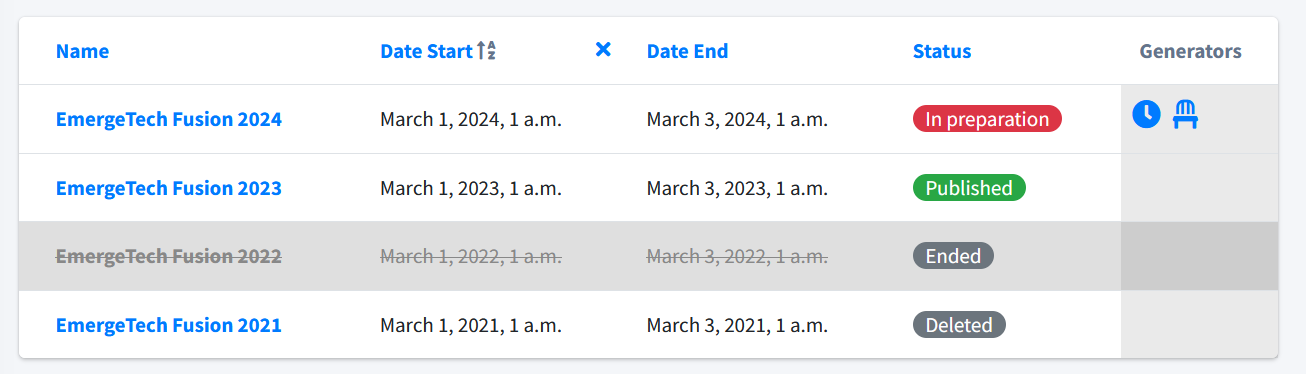 Name Date Start Date End Status Generators
EmergeTech Fusion 2024 March 1, 2024, 1 a.m. March 3, 2024, 1 a.m. In preparation
EmergeTech Fusion 2023 March 1, 2023, 1 a.m. March 3, 2023, 1 a.m. Published
EmergeTech Fusion 2022 March 1, 2022, 1 a.m. March 3, 2022, 1 a.m. Ended
EmergeTech Fusion 2021 March 1, 2021, 1 a.m. March 3, 2021, 1 a.m. Deleted